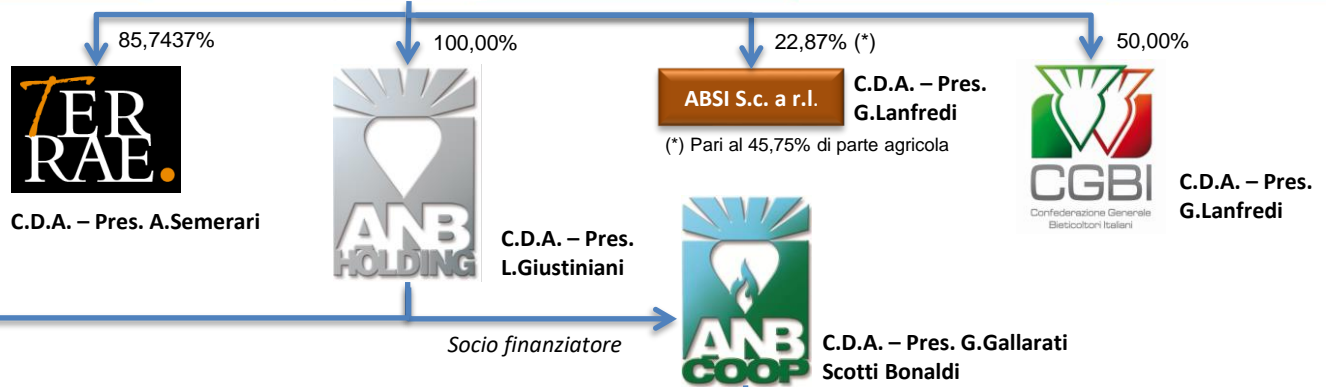 85,7437%
100,00%
22,87% (*)
50,00%
TER
RAE.
C.D.A. – Pres. A.Semerari
ANB
HOLDING
C.D.A. – Pres.
L.Giustiniani
ABSI S.c. a r.l.
C.D.A. – Pres.
G.Lanfredi
(*) Pari al 45,75% di parte agricola
CGBI
Confederazione Generale
Bieticoltori Italiani
C.D.A. – Pres.
G.Lanfredi
Socio finanziatore
ANB
COOP
C.D.A. – Pres. G.Gallarati
Scotti Bonaldi